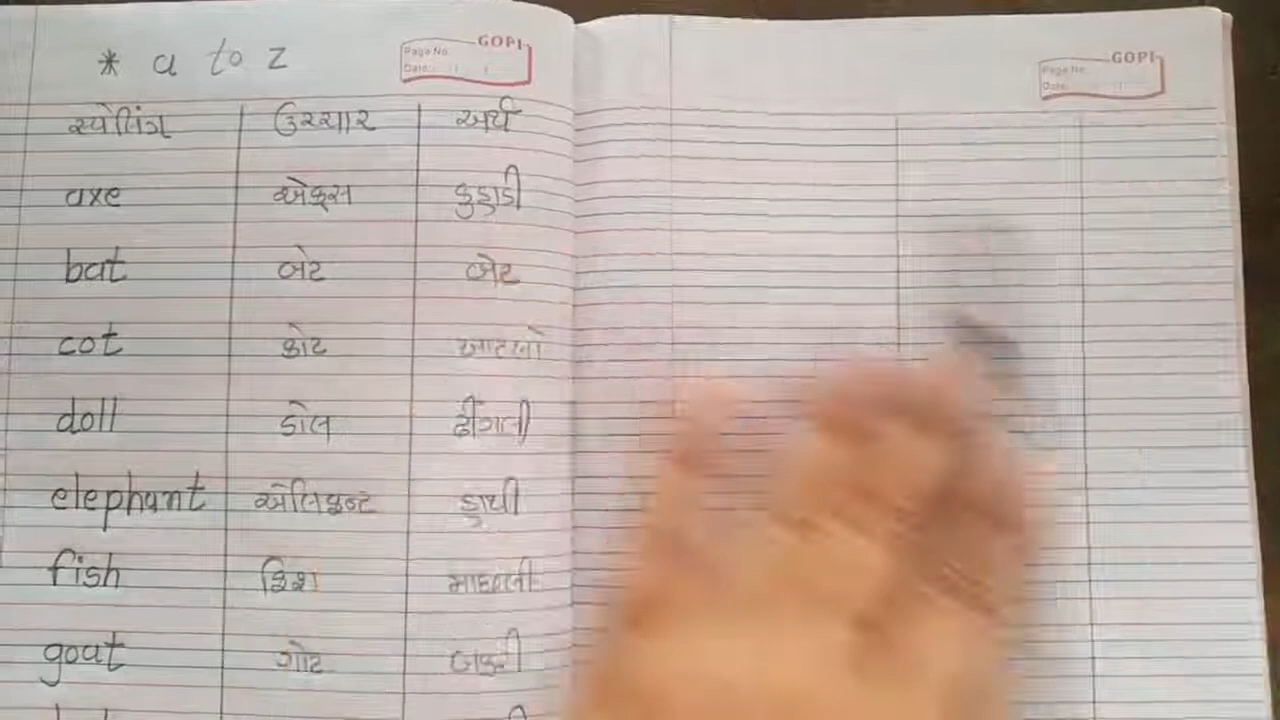 * a to z
GOPI
Page No.
Date:
સ્પેલિંગ ઉચ્ચાર અર્થ
axe એક્સ કુહાડી
bat બેટ બેટ
cot કોટ ખાટલો
doll ડોલ ઢીંગલી
elephant એલિફન્ટ હાથી
fish ફિશ માછલી
goat ગોટ બકરી
GOPI
Page No.
Date: